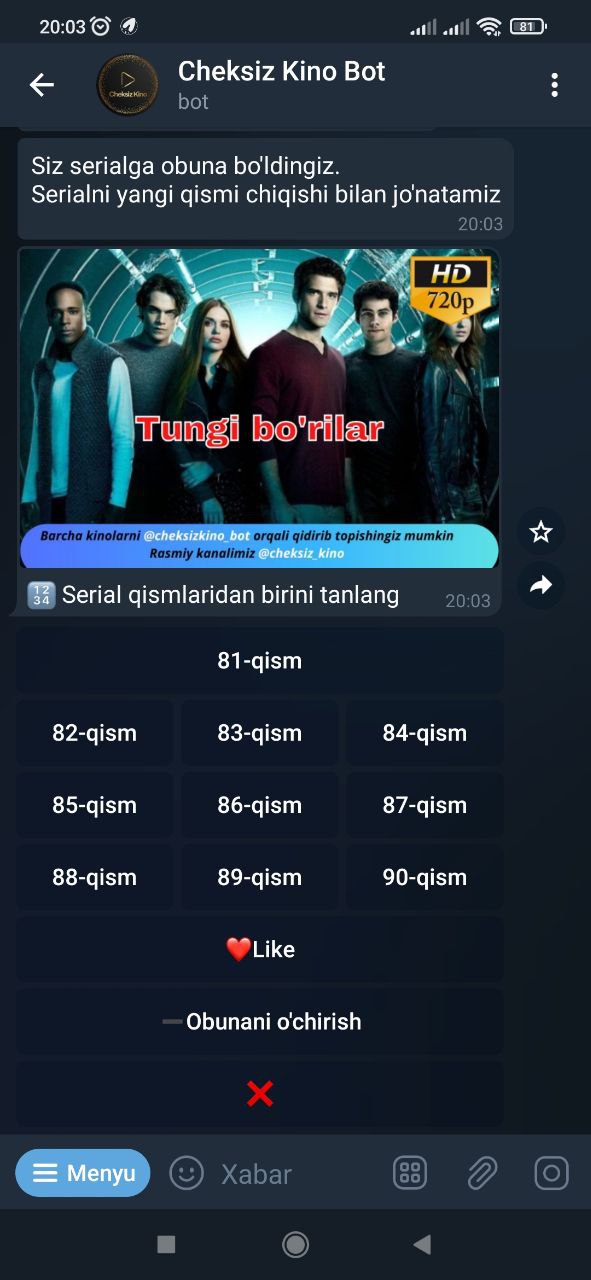 20:03
81
Cheksiz Kino Bot
Cheksiz Kino
bot
Siz serialga obuna bo'ldingiz.
Serialni yangi qismi chiqishi bilan jo'natamiz
20:03
HD
720p
Tungi bo'rilar
Barcha kinolarni @cheksizkino_bot orqali qidirib topishingiz mumkin
Rasmiy kanalimiz @cheksiz_kino
🔢 Serial qismlaridan birini tanlang
20:03
81-qism
82-qism 83-qism 84-qism
85-qism 86-qism 87-qism
88-qism 89-qism 90-qism
❤️Like
➖Obunani o'chirish
❌
Menyu
Xabar